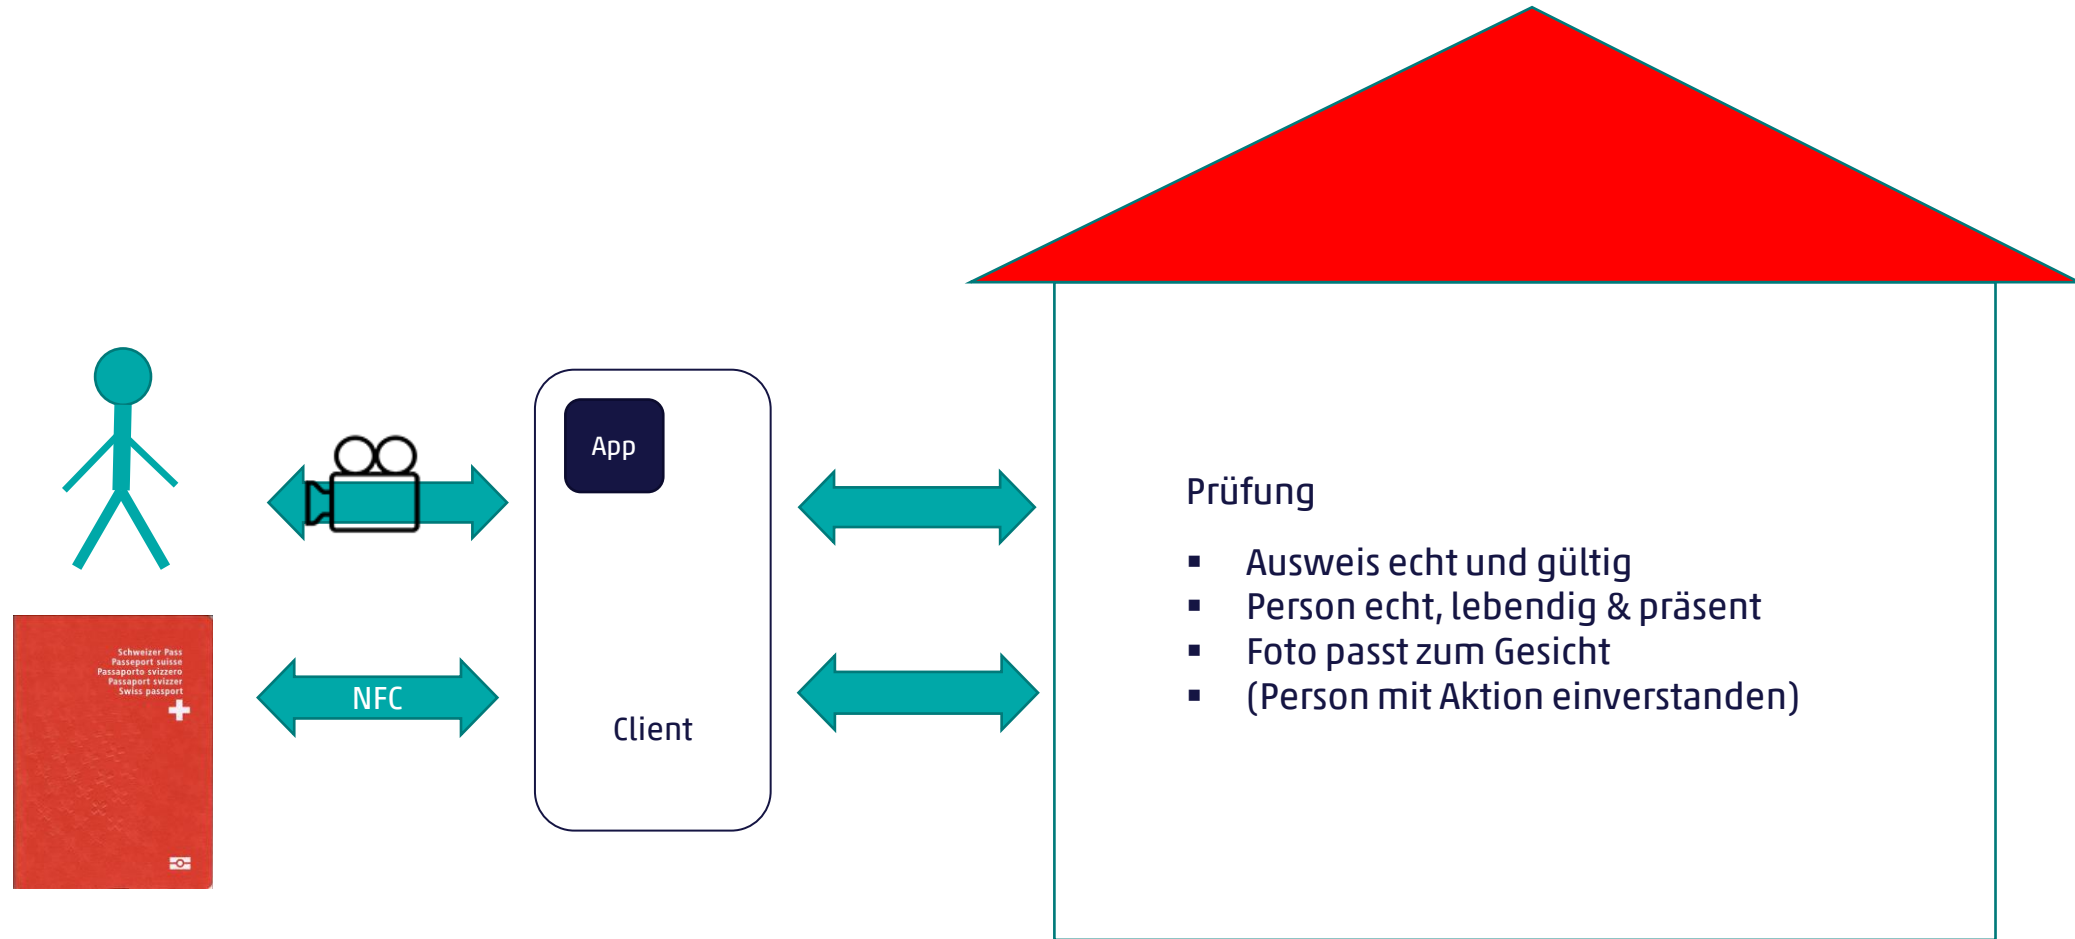 App
Client
NFC
Schweizer Pass
Passeport suisse
Passaporto svizzero
Passaport svizzer
Swiss passport
Prüfung
▪ Ausweis echt und gültig
▪ Person echt, lebendig & präsent
▪ Foto passt zum Gesicht
▪ (Person mit Aktion einverstanden)